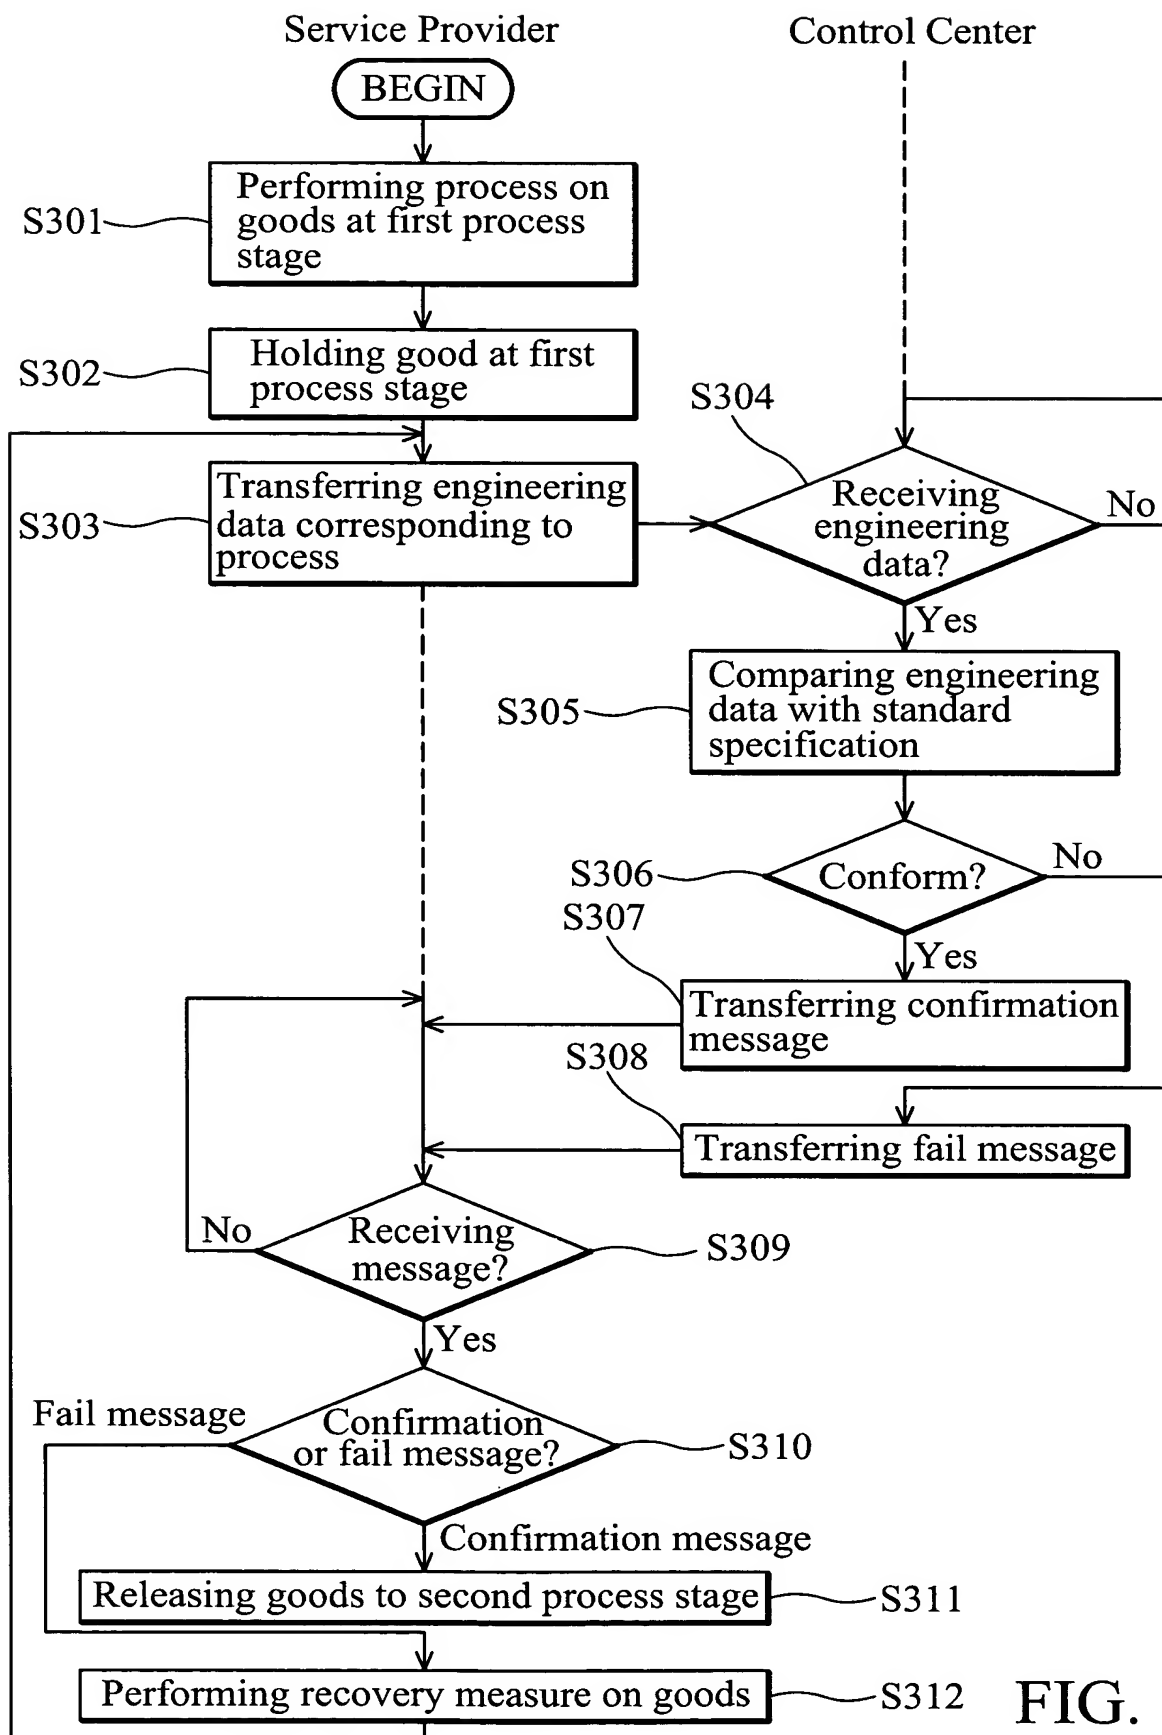 Service Provider
Control Center
BEGIN
Performing process on
goods at first process
stage
S301
Holding good at first
process stage
S302
S304
Transferring engineering
data corresponding to
process
S303
Receiving
engineering
data?
No
Yes
Comparing engineering
data with standard
specification
S305
Conform?
S306
No
S307
Yes
Transferring confirmation
message
S308
Transferring fail message
No
Receiving
message?
S309
Yes
Fail message
Confirmation
or fail message?
S310
Confirmation message
Releasing goods to second process stage
S311
Performing recovery measure on goods
S312
FIG.